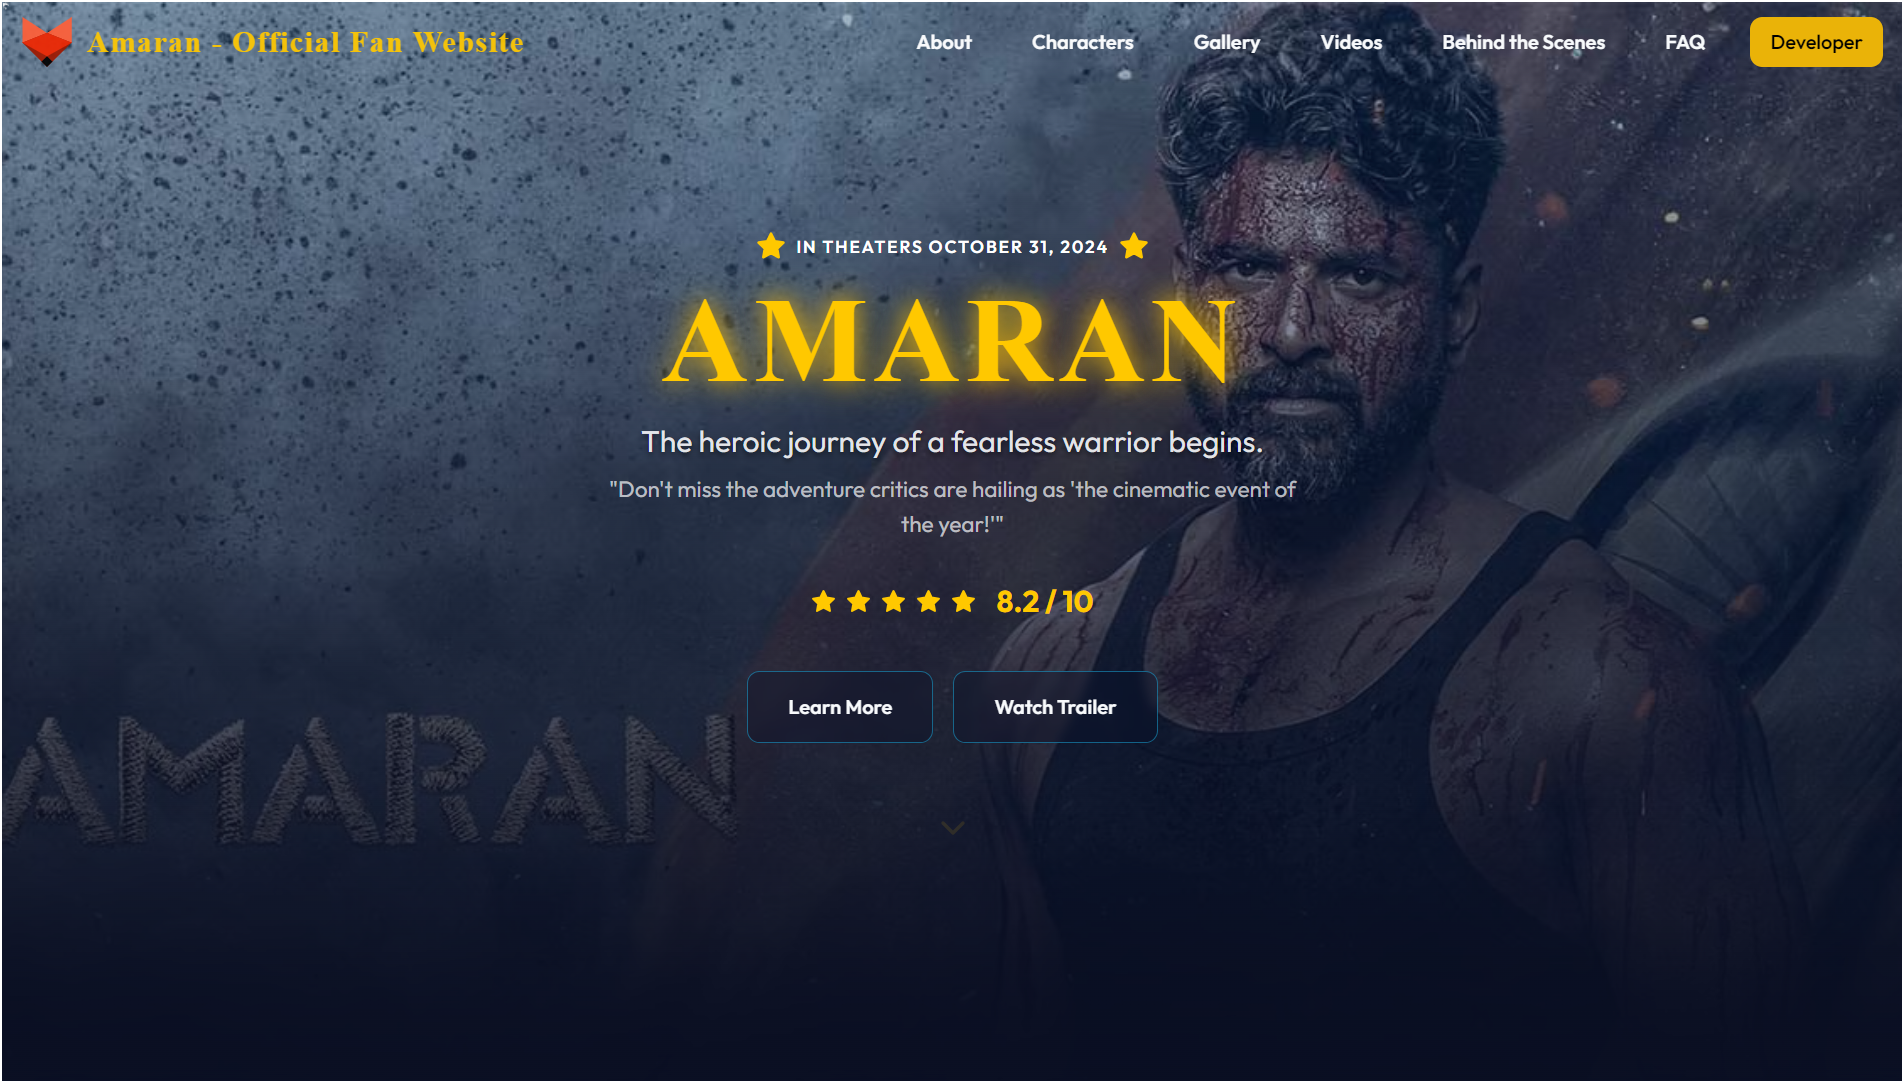 Amaran - Official Fan Website
About
Characters
Gallery
Videos
Behind the Scenes
FAQ
Developer
IN THEATERS OCTOBER 31, 2024
AMARAN
The heroic journey of a fearless warrior begins.
"Don't miss the adventure critics are hailing as 'the cinematic event of
the year!'"
8.2 / 10
Learn More
Watch Trailer
AMARAN